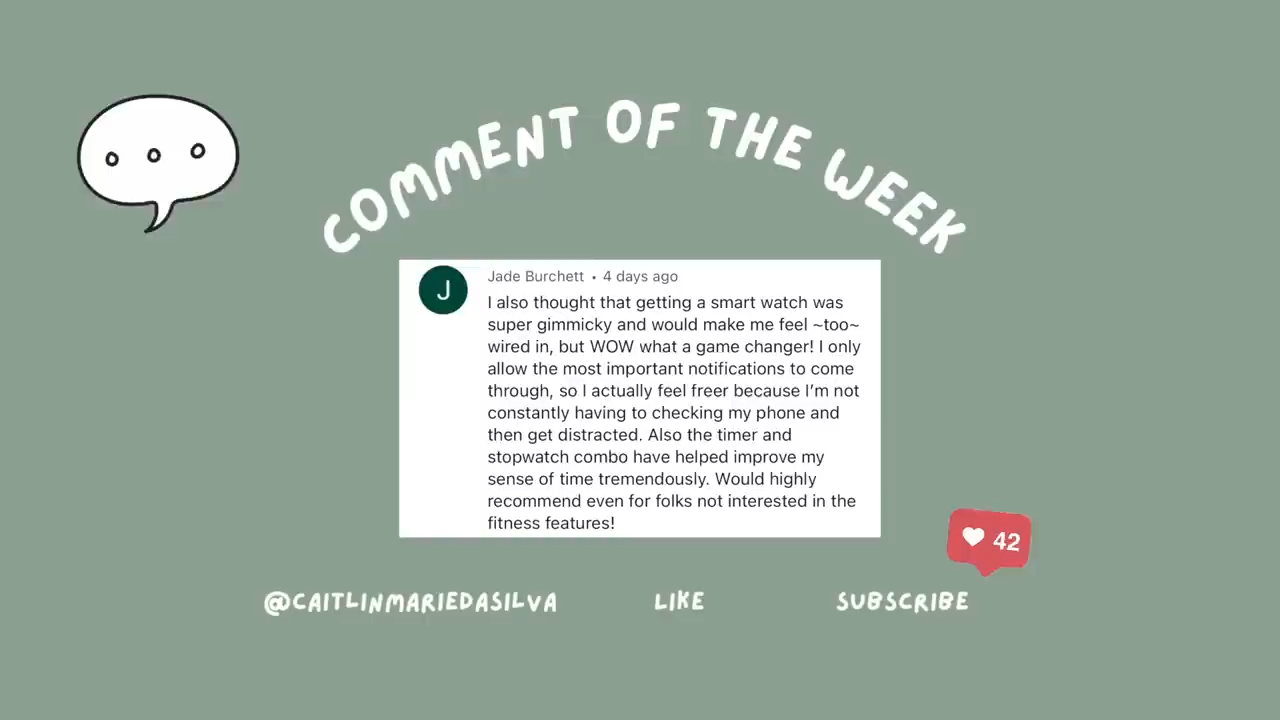 COMMENT OF THE WEEK
J
Jade Burchett • 4 days ago
I also thought that getting a smart watch was
super gimmicky and would make me feel ~too~
wired in, but WOW what a game changer! I only
allow the most important notifications to come
through, so I actually feel freer because I'm not
constantly having to checking my phone and
then get distracted. Also the timer and
stopwatch combo have helped improve my
sense of time tremendously. Would highly
recommend even for folks not interested in the
fitness features!
42
@CAITLINMARIEDASILVA LIKE SUBSCRIBE